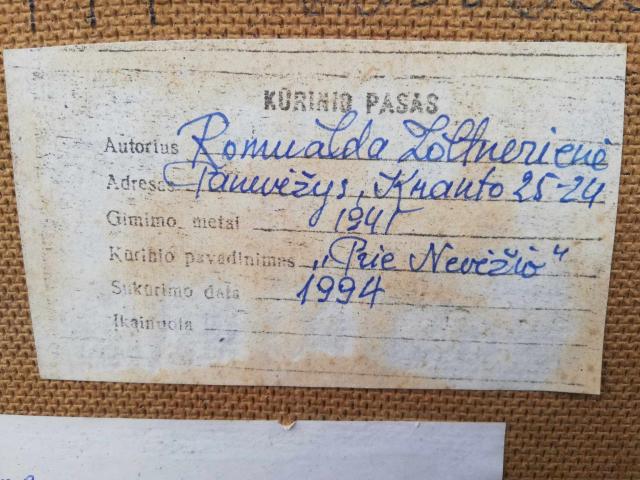 KŪRINIO PASAS
Autorius Romualda Zöllnerienė
Adresas Panevėžys, Kranto 25-24
Gimimo metai 1941
Kūrinio pavadinimas „Prie Nevėžio"
Sukūrimo data 1994
Įkainuota